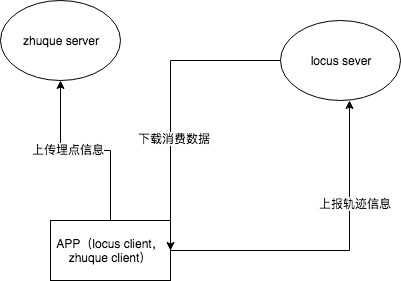 zhuque server
locus sever
下载消费数据
上传埋点信息
上报轨迹信息
APP（locus client，
zhuque client）